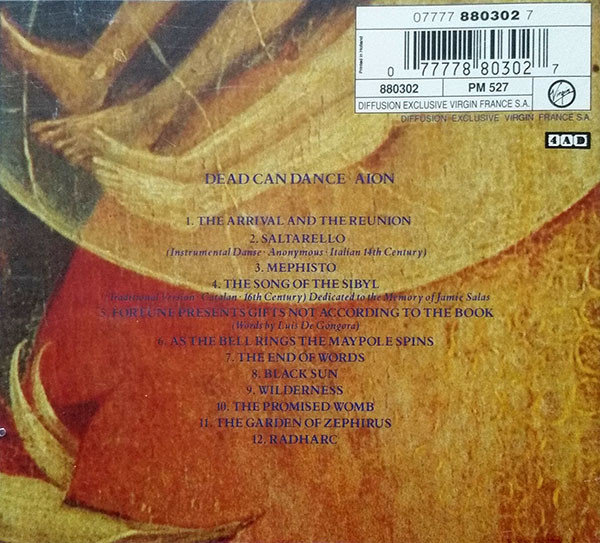 07777 880302 7
Printed in Holland
0 77778 80302 7
880302 PM 527 Virgin
DIFFUSION EXCLUSIVE VIRGIN FRANCE S.A.
DIFFUSION EXCLUSIVE VIRGIN FRANCE S.A.
4AD
DEAD CAN DANCE AION
1. THE ARRIVAL AND THE REUNION
2. SALTARELLO
(Instrumental Danse · Anonymous · Italian 14th Century)
3. MEPHISTO
4. THE SONG OF THE SIBYL
(Traditional Version · Catalan · 16th Century) Dedicated to the Memory of Jamie Salas
5. FORTUNE PRESENTS GIFTS NOT ACCORDING TO THE BOOK
(Words by Luis De Gongora)
6. AS THE BELL RINGS THE MAYPOLE SPINS
7. THE END OF WORDS
8. BLACK SUN
9. WILDERNESS
10. THE PROMISED WOMB
11. THE GARDEN OF ZEPHIRUS
12. RADHARC